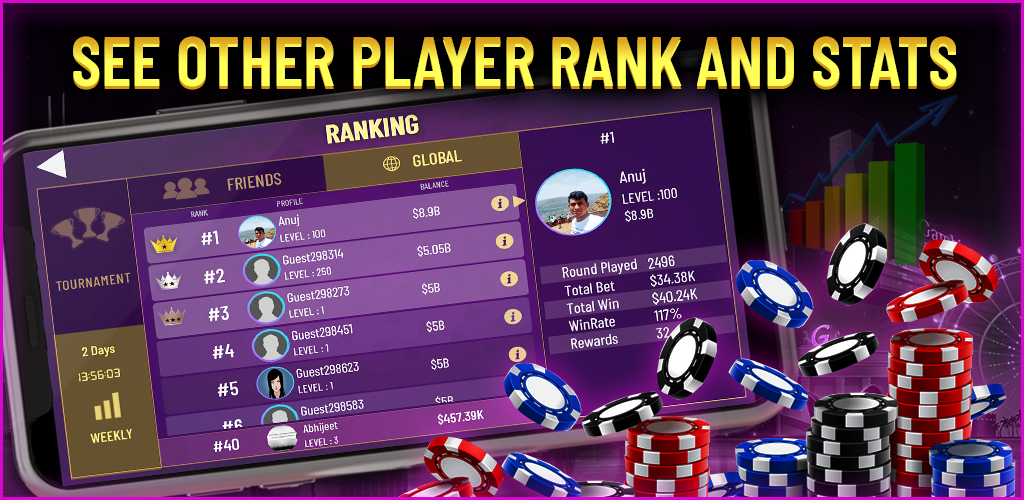 SEE OTHER PLAYER RANK AND STATS
RANKING
FRIENDS
GLOBAL
RANK PROFILE BALANCE
#1 Anuj LEVEL : 100 $8.9B i
#2 Guest298314 LEVEL : 250 $5.05B i
#3 Guest298273 LEVEL : 1 $5B i
#4 Guest298451 LEVEL : 1 $5B i
#5 Guest298623 LEVEL : 1 $5B i
#6 Guest298583 $5B
#40 Abhijeet LEVEL : 3 $457.39K
TOURNAMENT
2 Days
13:56:03
WEEKLY
#1
Anuj
LEVEL :100
$8.9B
Round Played 2496
Total Bet $34.38K
Total Win $40.24K
WinRate 117%
Rewards 32